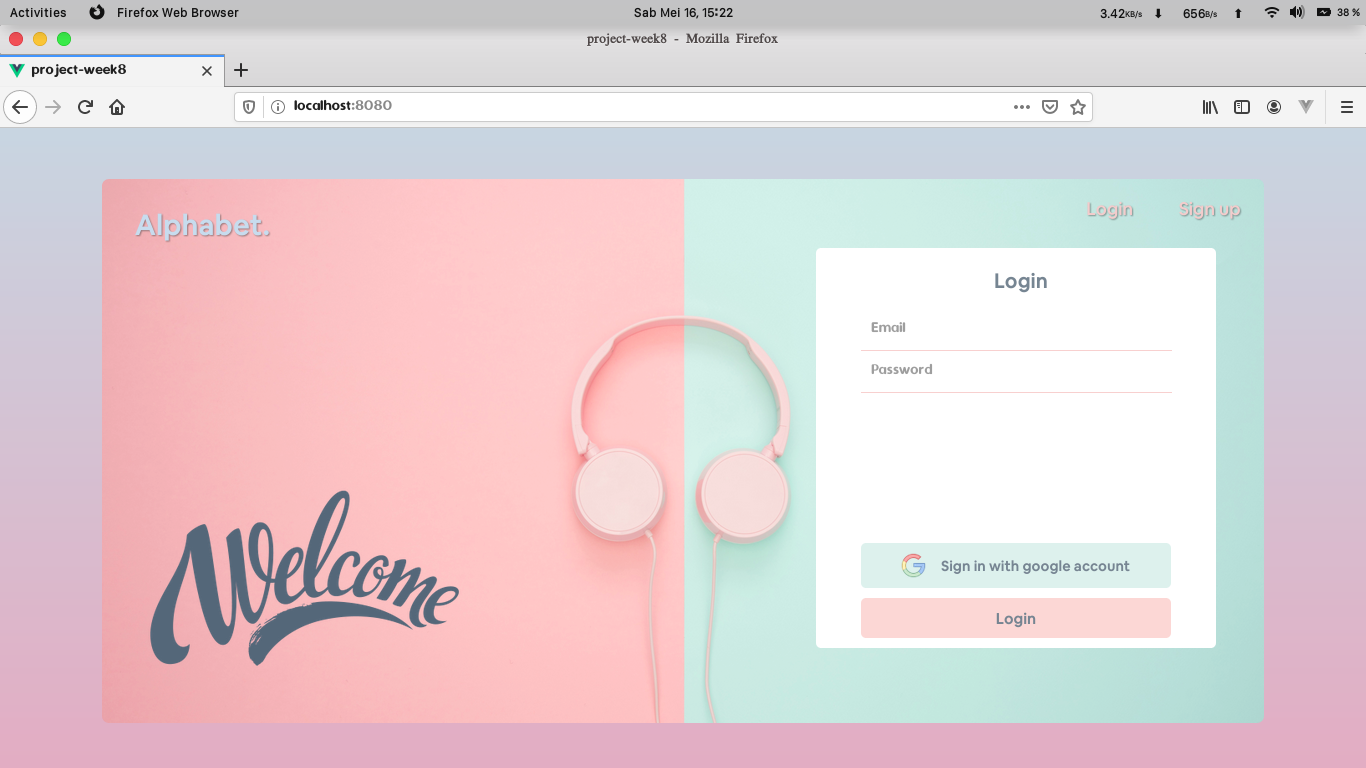 Activities Firefox Web Browser Sab Mei 16, 15:22 3.42KB/s 656B/s 38 %
project-week8 - Mozilla Firefox
project-week8
localhost:8080
Alphabet.
Login Sign up
Login
Email
Password
Welcome
Sign in with google account
Login